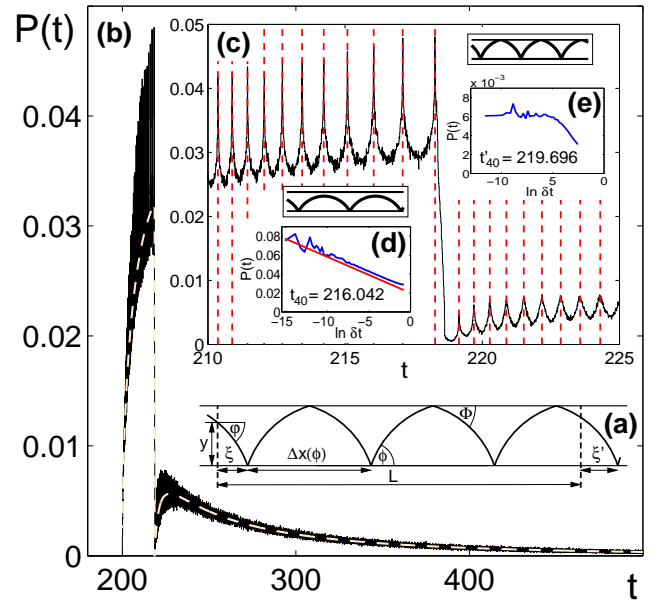 P(t)
(b)
0.04
0.03
0.02
0.01
0
200
300
400
t
(c)
0.05
0.04
0.03
0.02
0.01
0
210
215
220
225
t
(e)
x 10⁻³
8
6
4
2
0
P(t)
t'₄₀ = 219.696
−10
−5
0
ln δt
(d)
0.08
0.06
0.04
0.02
0
P(t)
t₄₀ = 216.042
−15
−10
−5
0
ln δt
(a)
φ
Φ
y
ξ
Δx(ϕ)
ϕ
ξ'
L